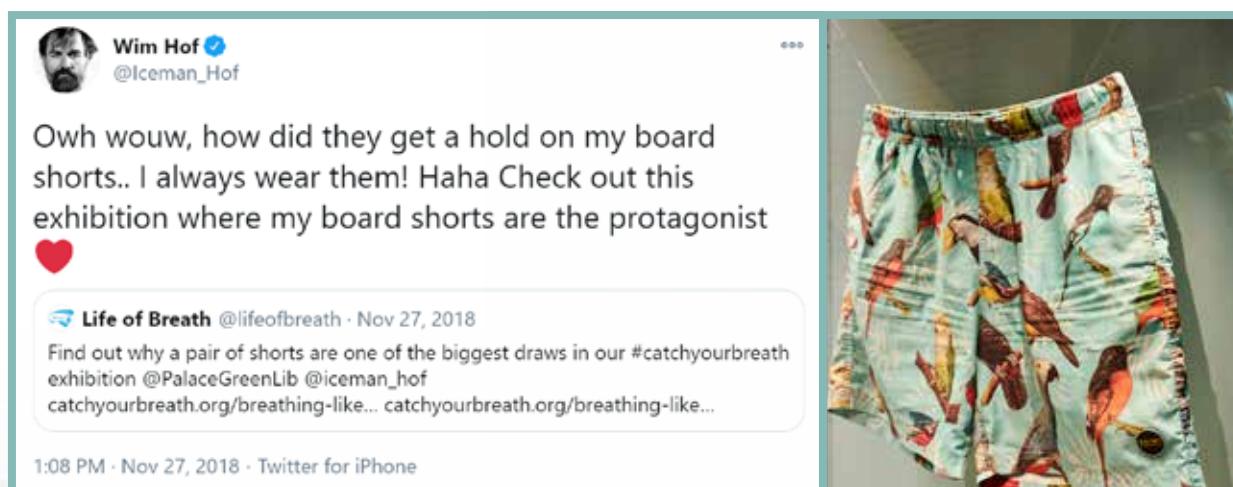 Wim Hof
@Iceman_Hof
Owh wouw, how did they get a hold on my board
shorts.. I always wear them! Haha Check out this
exhibition where my board shorts are the protagonist
❤️
Life of Breath @lifeofbreath · Nov 27, 2018
Find out why a pair of shorts are one of the biggest draws in our #catchyourbreath
exhibition @PalaceGreenLib @iceman_hof
catchyourbreath.org/breathing-like... catchyourbreath.org/breathing-like...
1:08 PM · Nov 27, 2018 · Twitter for iPhone